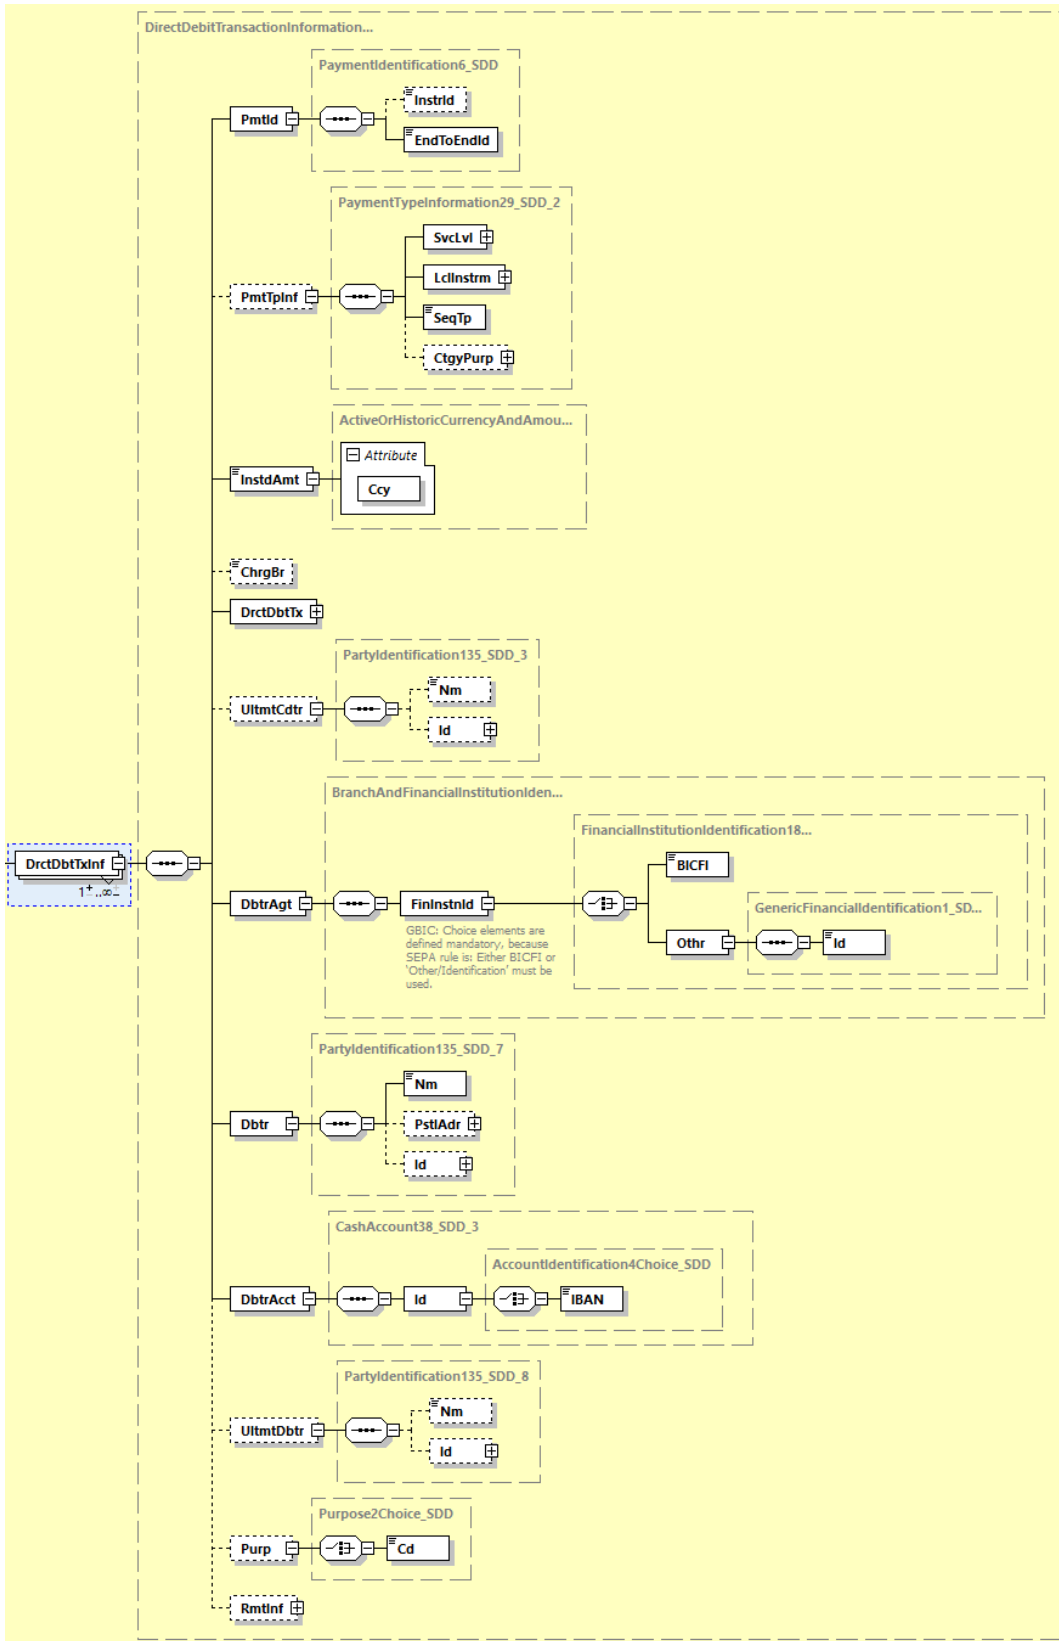 DirectDebitTransactionInformation...
PaymentIdentification6_SDD
InstrId
PmtId
EndToEndId
PaymentTypeInformation29_SDD_2
SvcLvl
LclInstrm
PmtTpInf
SeqTp
CtgyPurp
ActiveOrHistoricCurrencyAndAmou...
Attribute
InstdAmt
Ccy
ChrgBr
DrctDbtTx
PartyIdentification135_SDD_3
Nm
UltmtCdtr
Id
BranchAndFinancialInstitutionIden...
FinancialInstitutionIdentification18...
DrctDbtTxInf
1..∞
BICFI
DbtrAgt
FinInstnId
GenericFinancialIdentification1_SD...
GBIC: Choice elements are
defined mandatory, because
SEPA rule is: Either BICFI or
'Other/Identification' must be
used.
Othr
Id
PartyIdentification135_SDD_7
Nm
Dbtr
PstlAdr
Id
CashAccount38_SDD_3
AccountIdentification4Choice_SDD
DbtrAcct
Id
IBAN
PartyIdentification135_SDD_8
Nm
UltmtDbtr
Id
Purpose2Choice_SDD
Purp
Cd
RmtInf